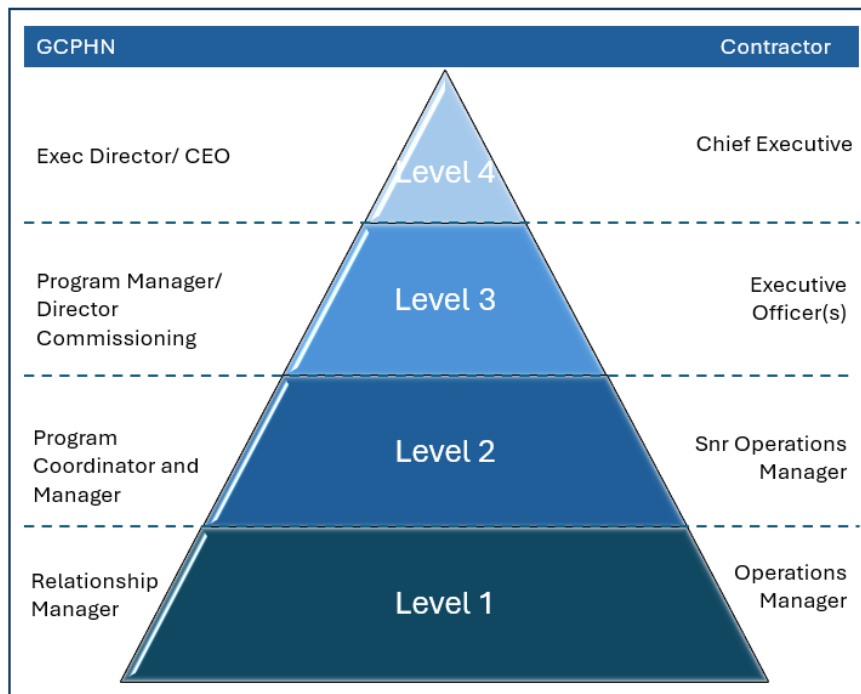 GCPHN
Contractor
Exec Director/ CEO
Level 4
Chief Executive
Program Manager/
Director
Commissioning
Level 3
Executive
Officer(s)
Program
Coordinator and
Manager
Level 2
Snr Operations
Manager
Relationship
Manager
Level 1
Operations
Manager